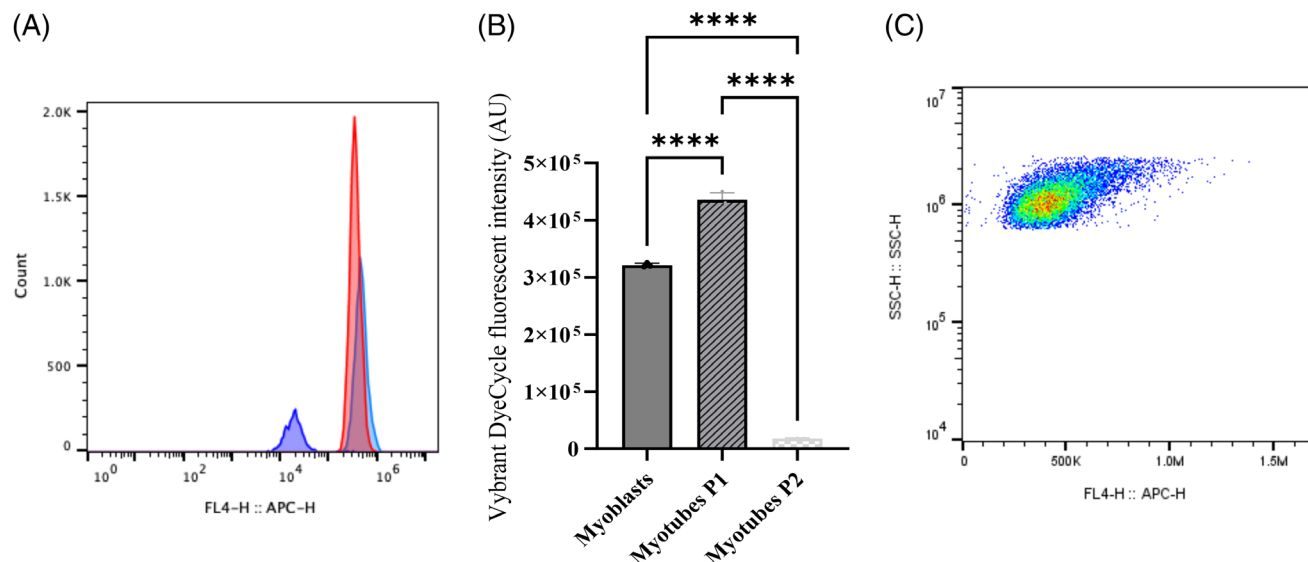 (A)
2.0K
1.5K
1.0K
500
0
Count
10^0
10^2
10^4
10^6
FL4-H :: APC-H
(B)
****
****
****
Vybrant DyeCycle fluorescent intensity (AU)
5×10^5
4×10^5
3×10^5
2×10^5
1×10^5
0
Myoblasts
Myotubes P1
Myotubes P2
(C)
10^7
10^6
10^5
10^4
SSC-H :: SSC-H
0
500K
1.0M
1.5M
FL4-H :: APC-H